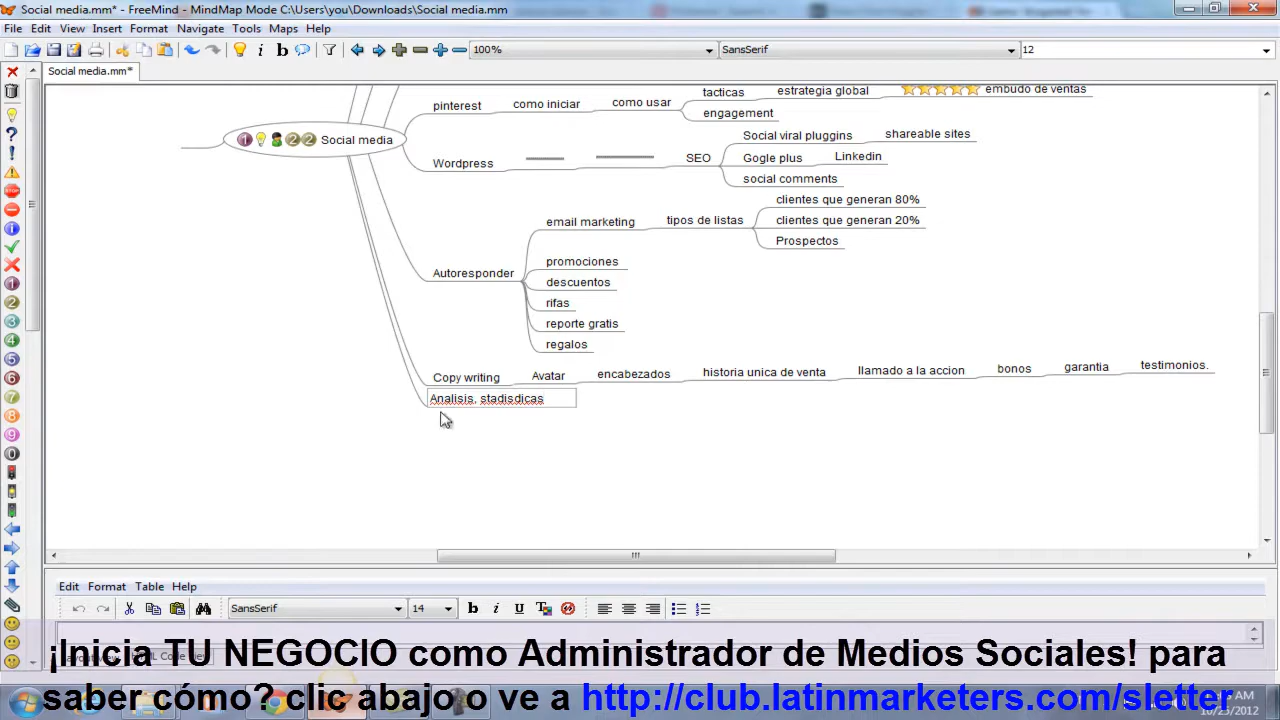 Social media.mm* - FreeMind - MindMap Mode C:\Users\you\Downloads\Social media.mm
File Edit View Insert Format Navigate Tools Maps Help
100% SansSerif 12
Social media.mm*
tacticas estrategia global embudo de ventas
pinterest como iniciar como usar
engagement
Social media
Social viral pluggins shareable sites
Wordpress SEO Gogle plus Linkedin
social comments
clientes que generan 80%
email marketing tipos de listas clientes que generan 20%
Prospectos
promociones
Autoresponder
descuentos
rifas
reporte gratis
regalos
Copy writing Avatar encabezados historia unica de venta llamado a la accion bonos garantia testimonios.
Analisis, stadisdicas
Edit Format Table Help
SansSerif 14
¡Inicia TU NEGOCIO como Administrador de Medios Sociales! para
saber cómo? clic abajo o ve a http://club.latinmarketers.com/sletter
10/25/2012